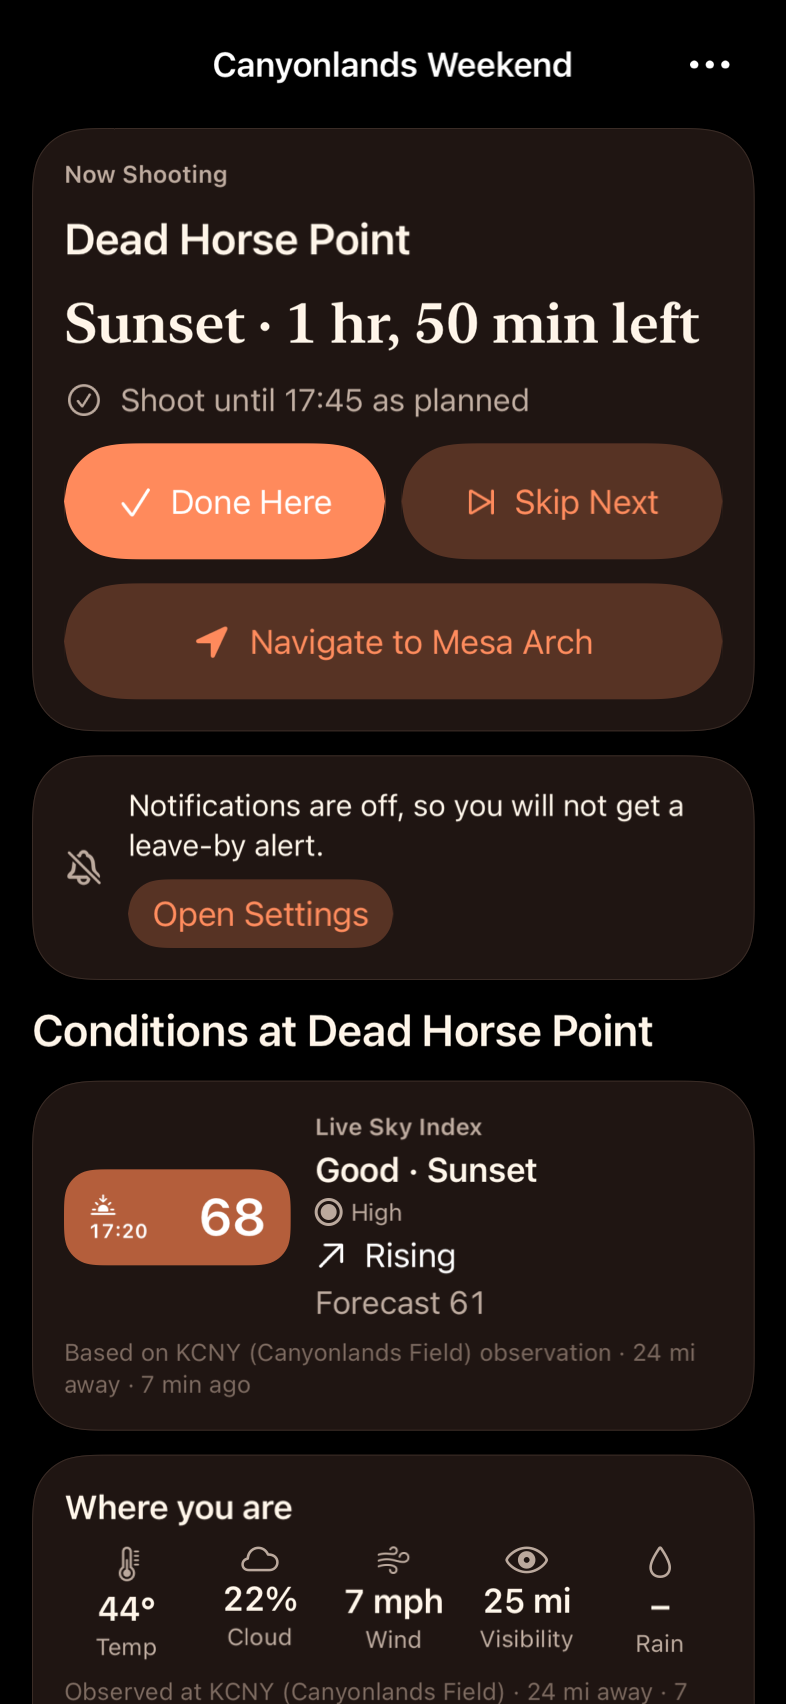 Canyonlands Weekend
Now Shooting
Dead Horse Point
Sunset · 1 hr, 50 min left
Shoot until 17:45 as planned
Done Here
Skip Next
Navigate to Mesa Arch
Notifications are off, so you will not get a
leave-by alert.
Open Settings
Conditions at Dead Horse Point
Live Sky Index
Good · Sunset
17:20
68
High
Rising
Forecast 61
Based on KCNY (Canyonlands Field) observation · 24 mi
away · 7 min ago
Where you are
44° 22% 7 mph 25 mi –
Temp Cloud Wind Visibility Rain
Observed at KCNY (Canyonlands Field) · 24 mi away · 7